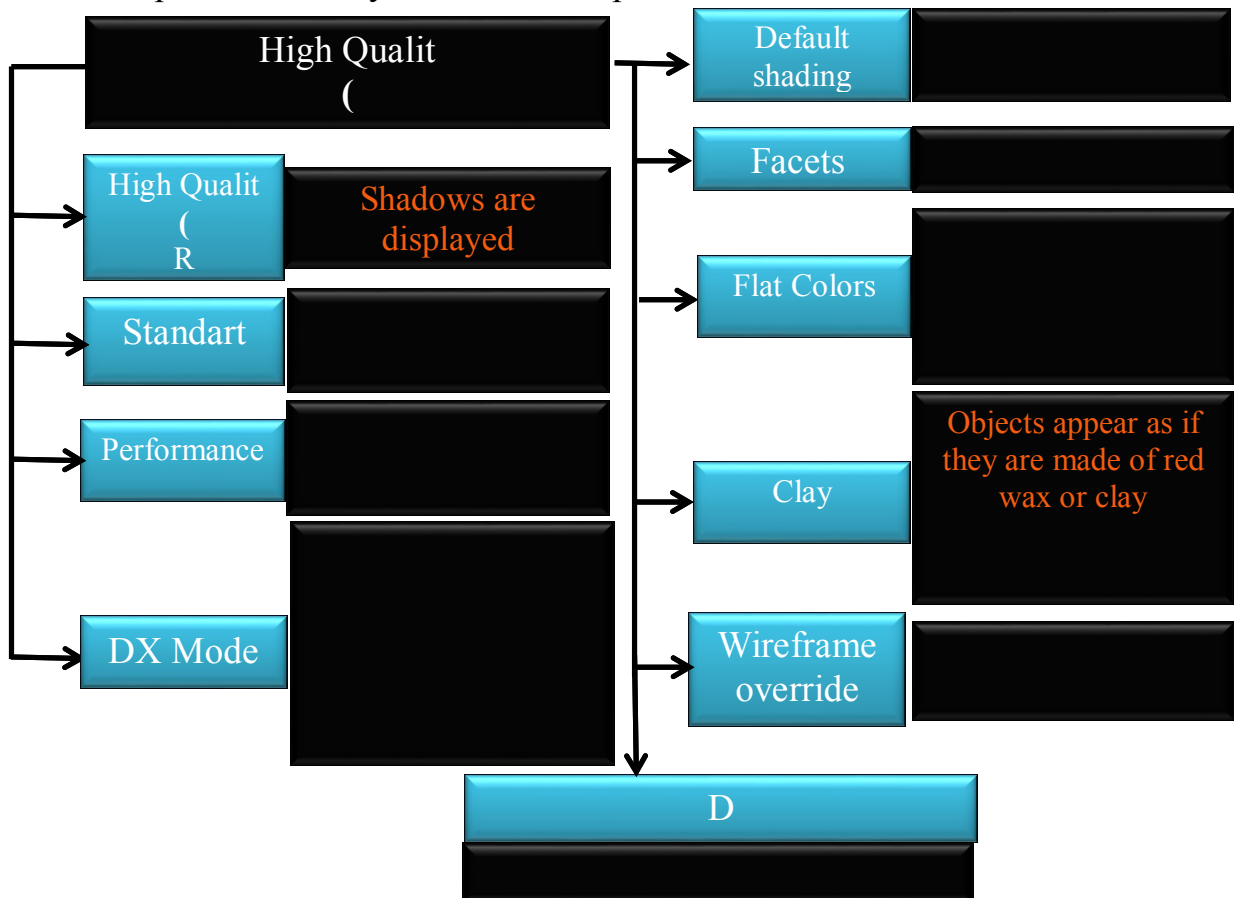 High Qualit
(
High Qualit
(
R
Shadows are
displayed
Standart
Performance
DX Mode
Default
shading
Facets
Flat Colors
Clay
Objects appear as if
they are made of red
wax or clay
Wireframe
override
D